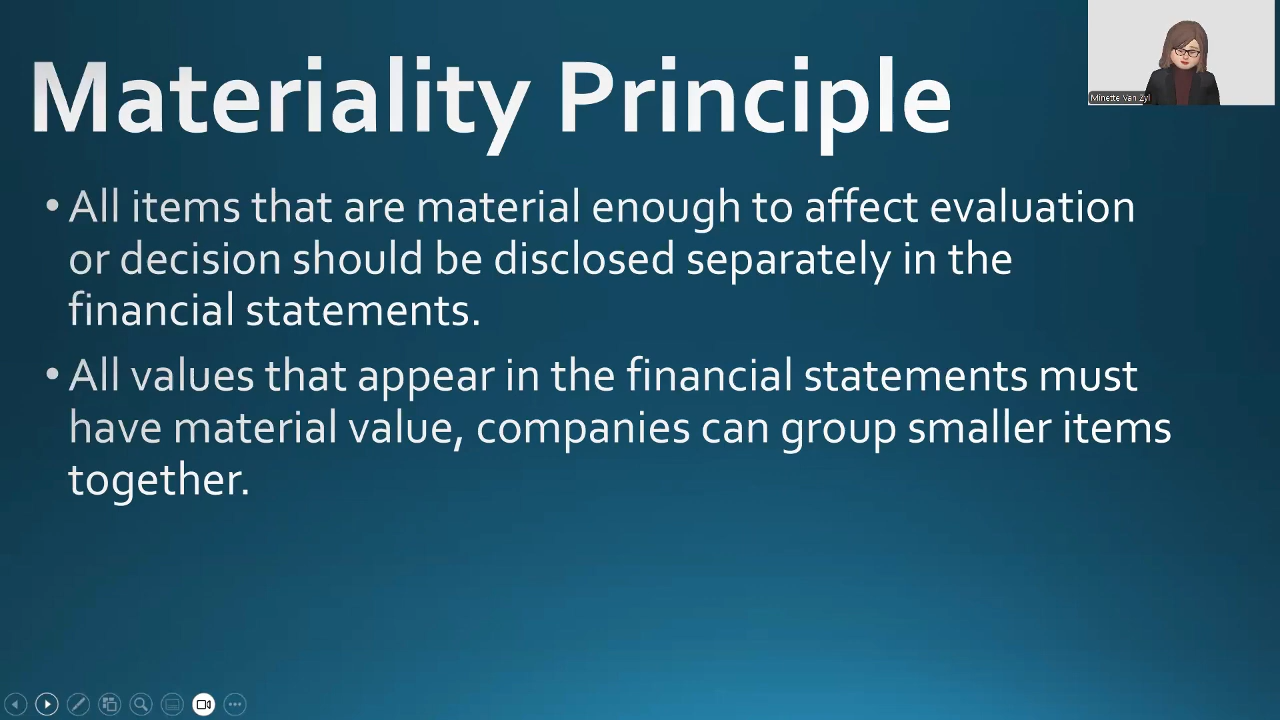 Materiality Principle
Minette Van Zyl
• All items that are material enough to affect evaluation
or decision should be disclosed separately in the
financial statements.
• All values that appear in the financial statements must
have material value, companies can group smaller items
together.